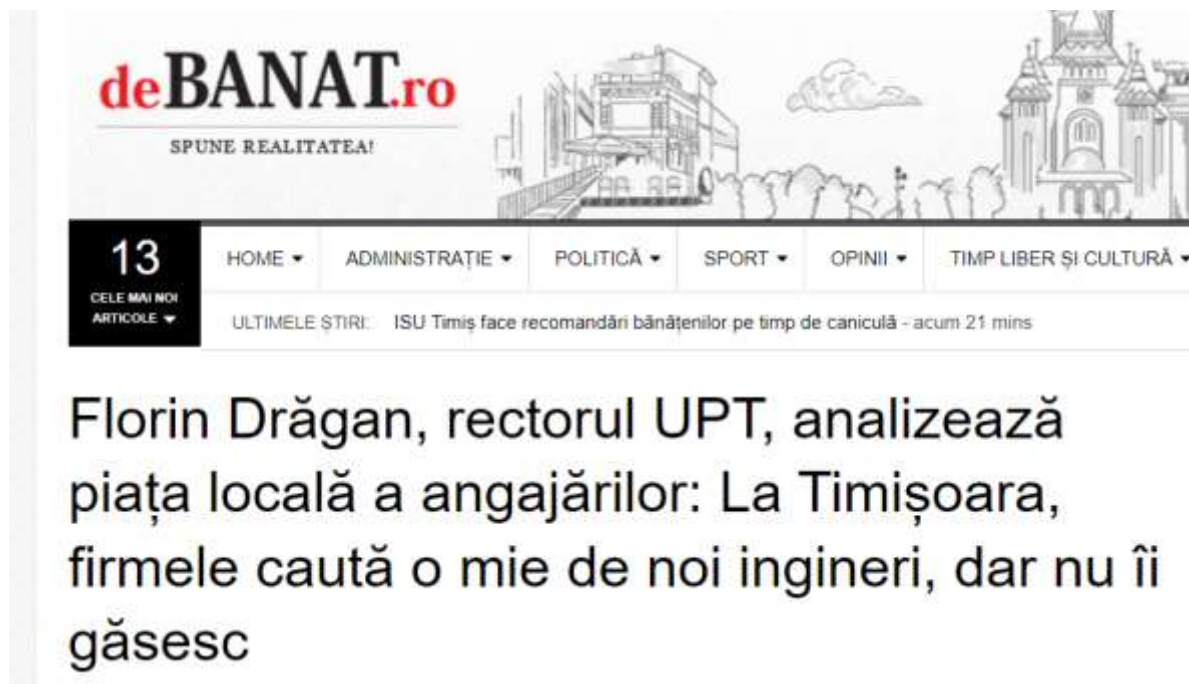 deBANAT.ro
SPUNE REALITATEA!
13
CELE MAI NOI
ARTICOLE
HOME
ADMINISTRAȚIE
POLITICĂ
SPORT
OPINII
TIMP LIBER ȘI CULTURĂ
ULTIMELE ȘTIRI: ISU Timiș face recomandări bănățenilor pe timp de caniculă - acum 21 mins
Florin Drăgan, rectorul UPT, analizează
piața locală a angajărilor: La Timișoara,
firmele caută o mie de noi ingineri, dar nu îi
găsesc